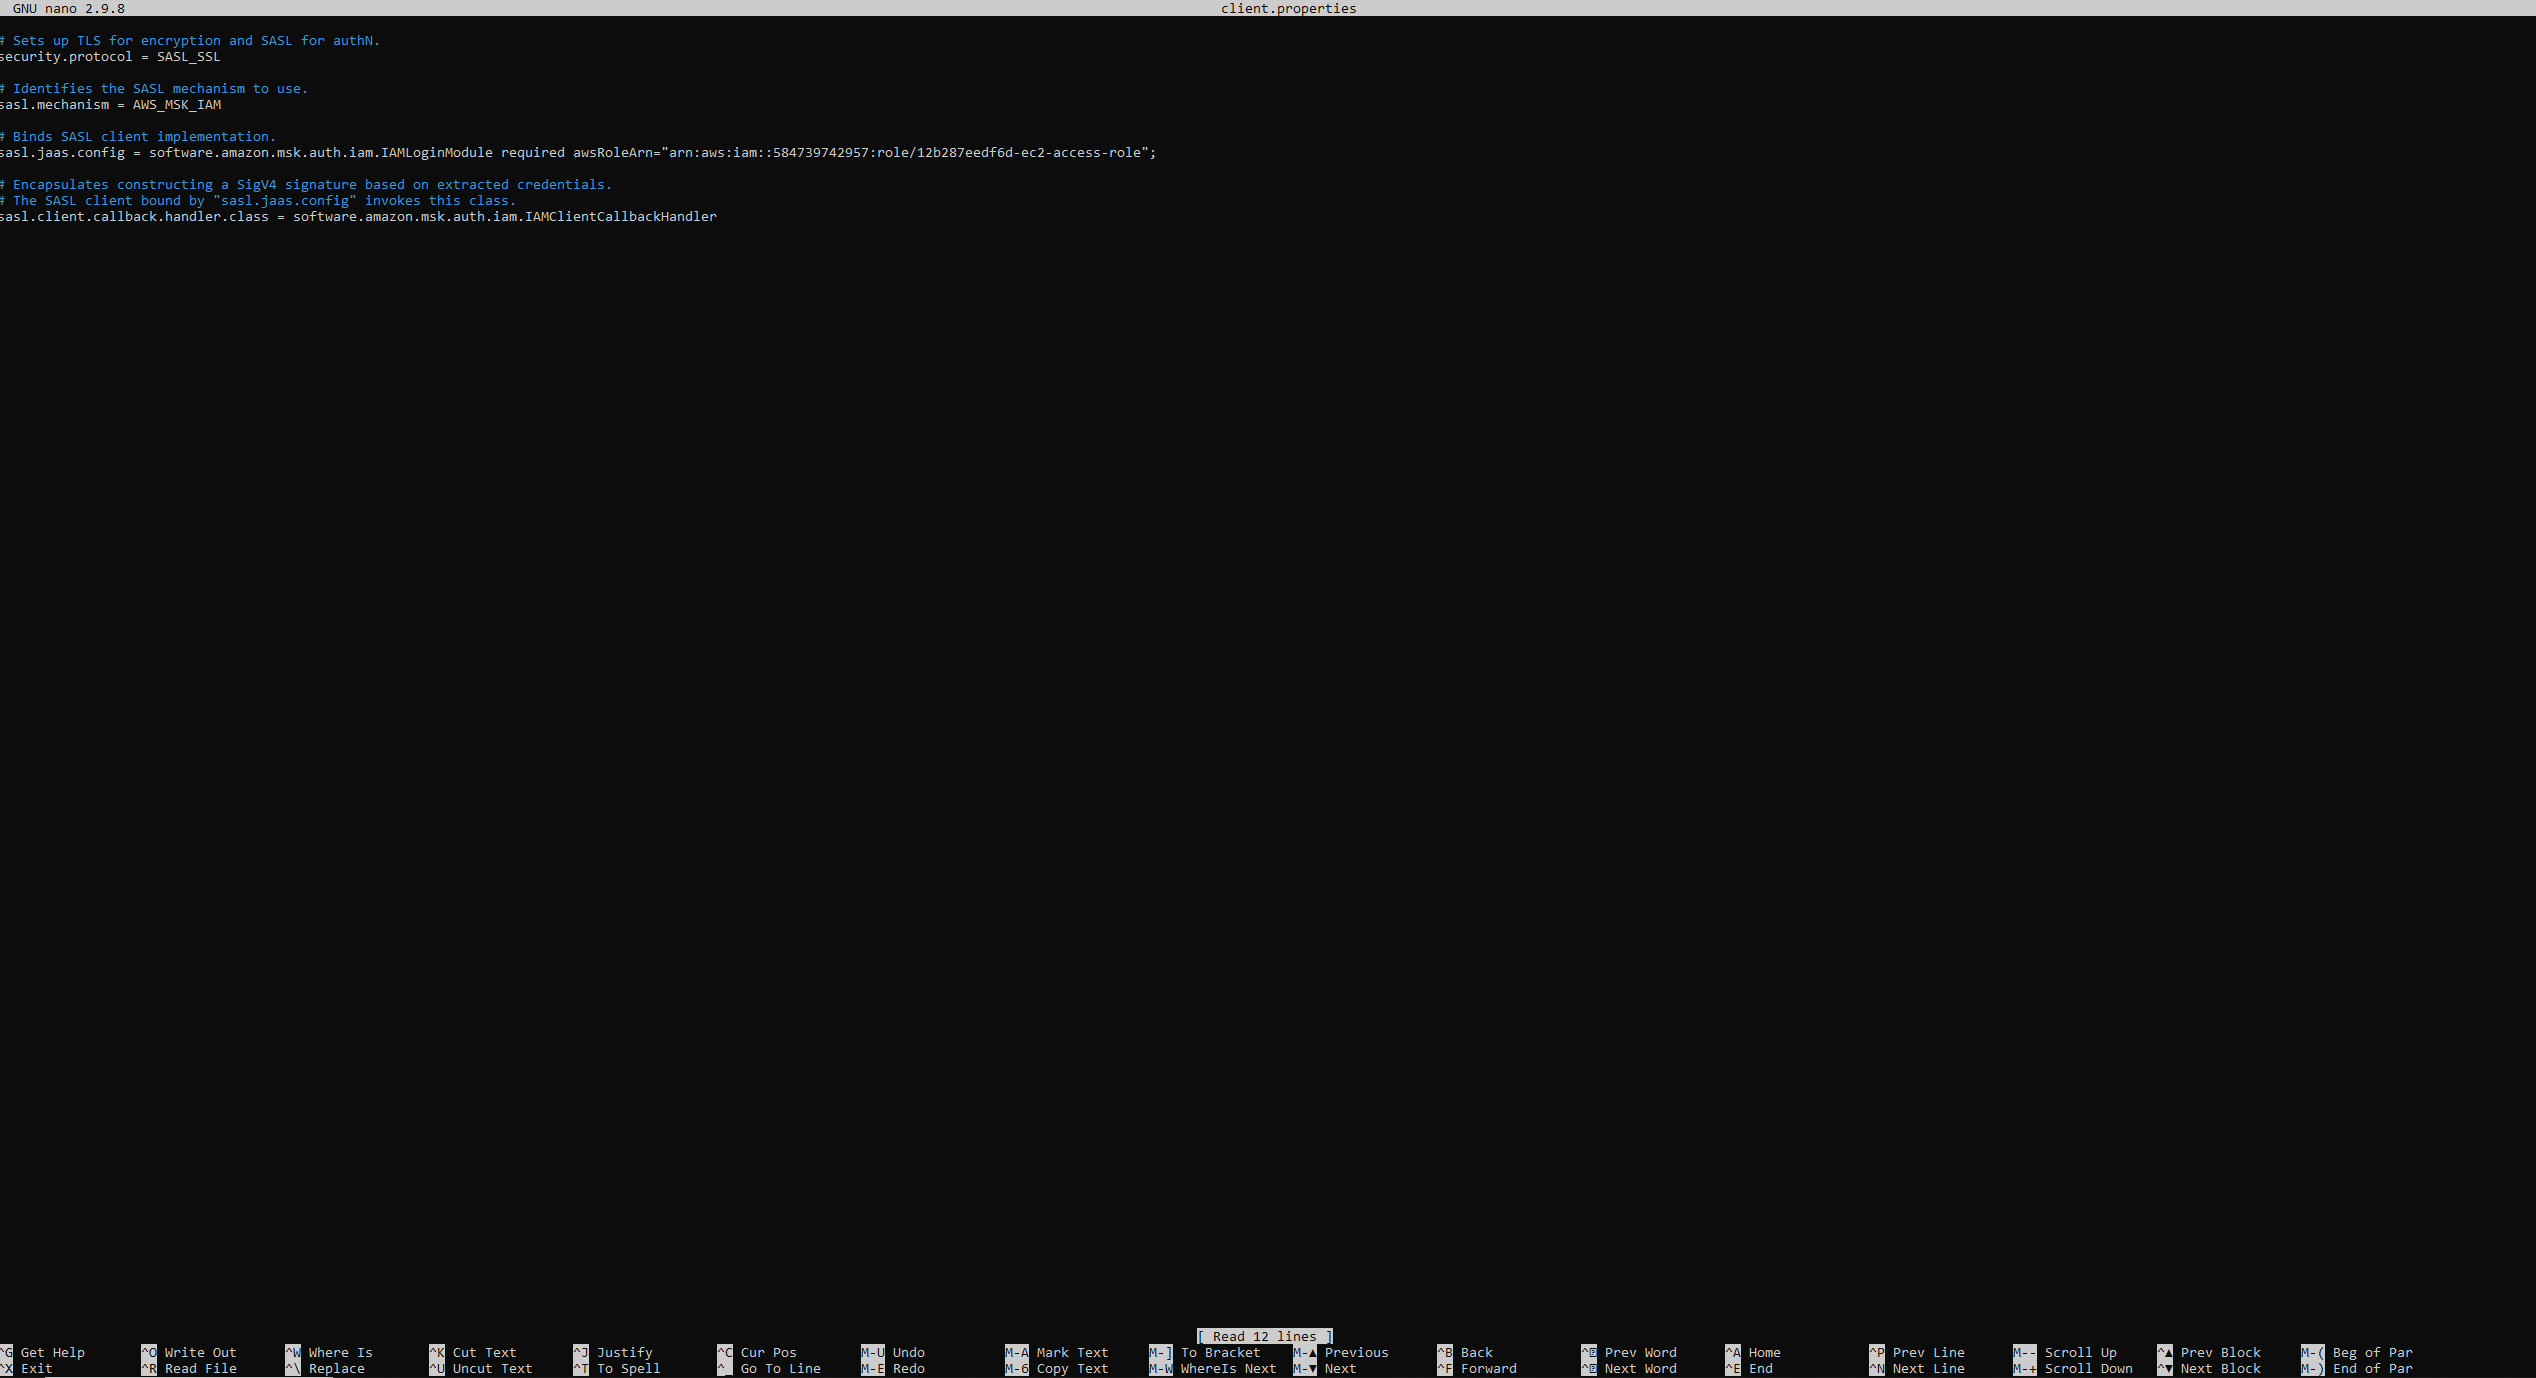 GNU nano 2.9.8 client.properties
# Sets up TLS for encryption and SASL for authN.
security.protocol = SASL_SSL
# Identifies the SASL mechanism to use.
sasl.mechanism = AWS_MSK_IAM
# Binds SASL client implementation.
sasl.jaas.config = software.amazon.msk.auth.iam.IAMLoginModule required awsRoleArn="arn:aws:iam::584739742957:role/12b287eedf6d-ec2-access-role";
# Encapsulates constructing a SigV4 signature based on extracted credentials.
# The SASL client bound by "sasl.jaas.config" invokes this class.
sasl.client.callback.handler.class = software.amazon.msk.auth.iam.IAMClientCallbackHandler
[ Read 12 lines ]
^G Get Help ^O Write Out ^W Where Is ^K Cut Text ^J Justify ^C Cur Pos M-U Undo M-A Mark Text M-] To Bracket M-▲ Previous ^B Back ^ Prev Word ^A Home ^P Prev Line M-- Scroll Up ^▲ Prev Block M-( Beg of Par
^X Exit ^R Read File ^\ Replace ^U Uncut Text ^T To Spell ^_ Go To Line M-E Redo M-6 Copy Text M-W WhereIs Next M-▼ Next ^F Forward ^ Next Word ^E End ^N Next Line M-+ Scroll Down ^▼ Next Block M-) End of Par